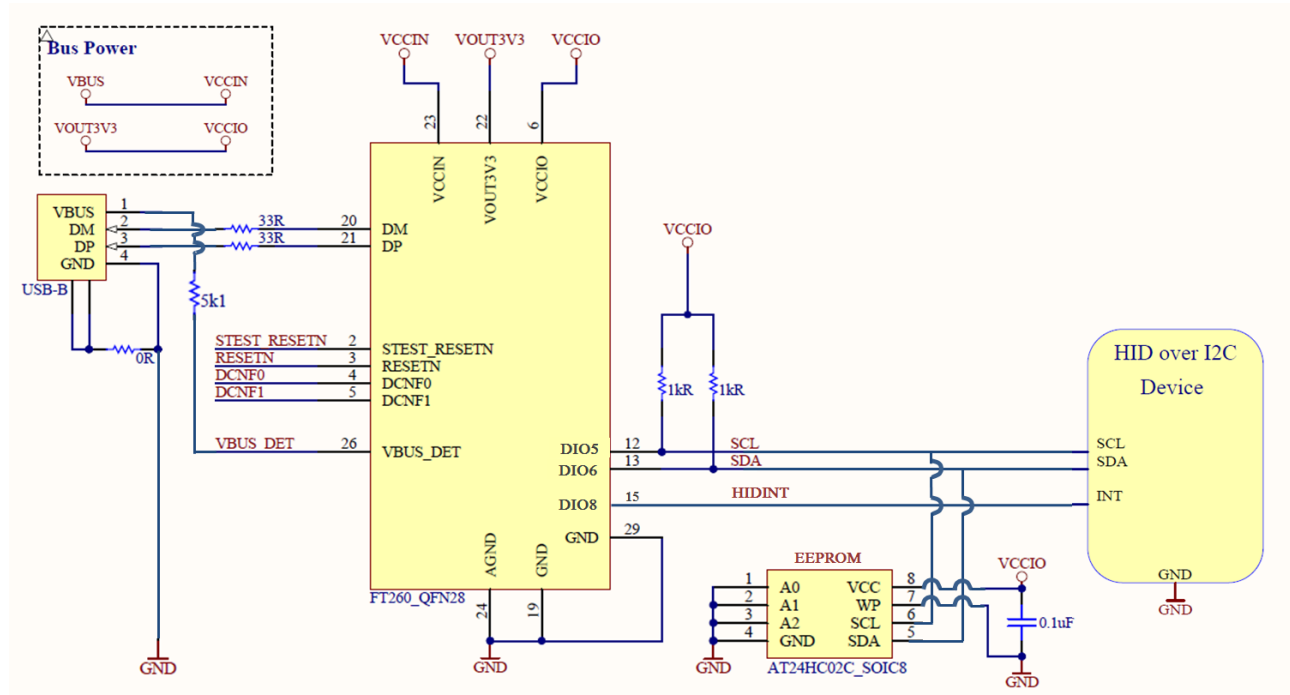 Bus Power
VBUS VCCIN
VOUT3V3 VCCIO
VCCIN VOUT3V3 VCCIO
23 22 6
VCCIN VOUT3V3 VCCIO
VBUS 1
DM 2
DP 3
GND 4
USB-B
33R
33R
5k1
0R
20 DM
21 DP
STEST_RESETN 2 STEST_RESETN
RESETN 3 RESETN
DCNF0 4 DCNF0
DCNF1 5 DCNF1
VBUS_DET 26 VBUS_DET
DIO5 12 SCL
DIO6 13 SDA
DIO8 15 HIDINT
GND 29
AGND GND
24 19
FT260_QFN28
GND
GND
VCCIO
1kR 1kR
HID over I2C
Device
SCL
SDA
INT
GND
GND
EEPROM
1 A0 VCC 8
2 A1 WP 7
3 A2 SCL 6
4 GND SDA 5
AT24HC02C_SOIC8
GND
VCCIO
0.1uF
GND